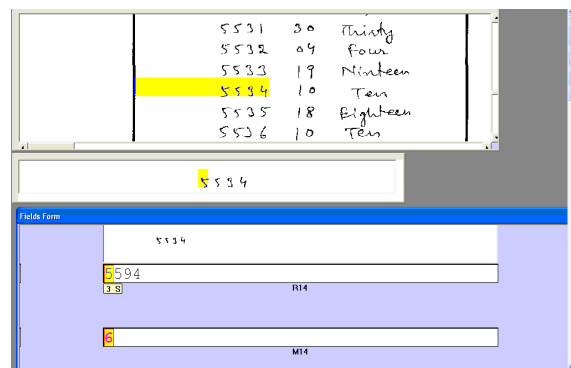 5531 30 Thirty
5532 04 Four
5533 19 Ninteen
5534 10 Ten
5535 18 Eighteen
5536 10 Ten
5534
Fields Form
5534
5594
3 S
R14
6
M14